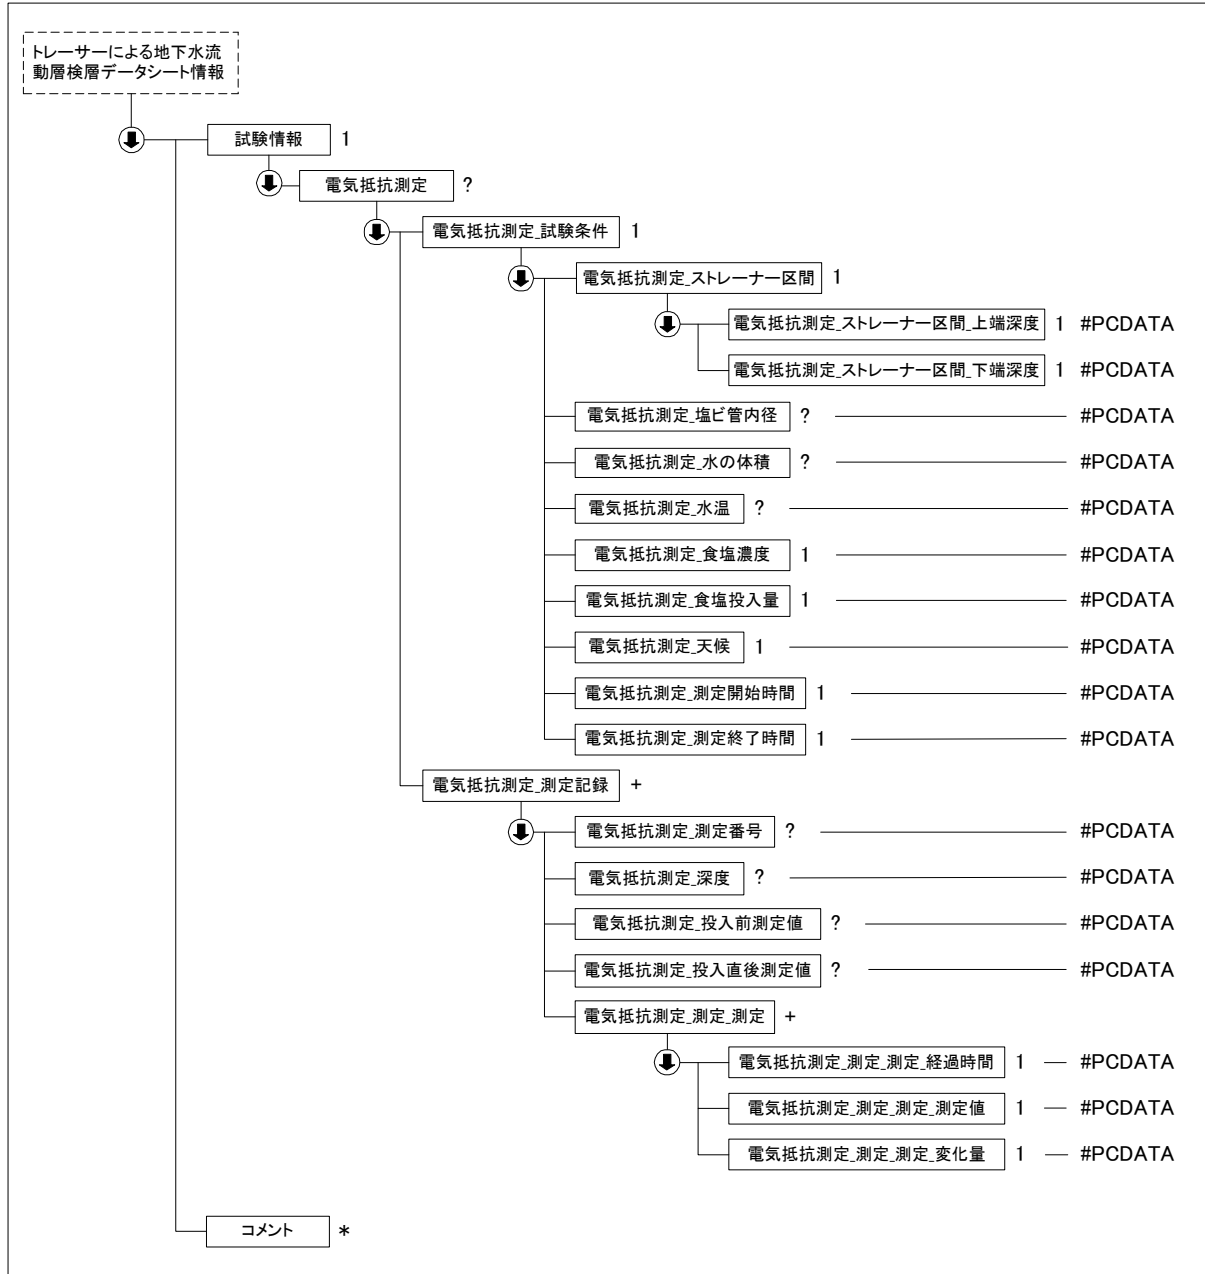 トレーサーによる地下水流
動層検層データシート情報
試験情報 1
電気抵抗測定 ?
電気抵抗測定_試験条件 1
電気抵抗測定_ストレーナー区間 1
電気抵抗測定_ストレーナー区間_上端深度 1 #PCDATA
電気抵抗測定_ストレーナー区間_下端深度 1 #PCDATA
電気抵抗測定_塩ビ管内径 ? #PCDATA
電気抵抗測定_水の体積 ? #PCDATA
電気抵抗測定_水温 ? #PCDATA
電気抵抗測定_食塩濃度 1 #PCDATA
電気抵抗測定_食塩投入量 1 #PCDATA
電気抵抗測定_天候 1 #PCDATA
電気抵抗測定_測定開始時間 1 #PCDATA
電気抵抗測定_測定終了時間 1 #PCDATA
電気抵抗測定_測定記録 +
電気抵抗測定_測定番号 ? #PCDATA
電気抵抗測定_深度 ? #PCDATA
電気抵抗測定_投入前測定値 ? #PCDATA
電気抵抗測定_投入直後測定値 ? #PCDATA
電気抵抗測定_測定_測定 +
電気抵抗測定_測定_測定_経過時間 1 #PCDATA
電気抵抗測定_測定_測定_測定値 1 #PCDATA
電気抵抗測定_測定_測定_変化量 1 #PCDATA
コメント *